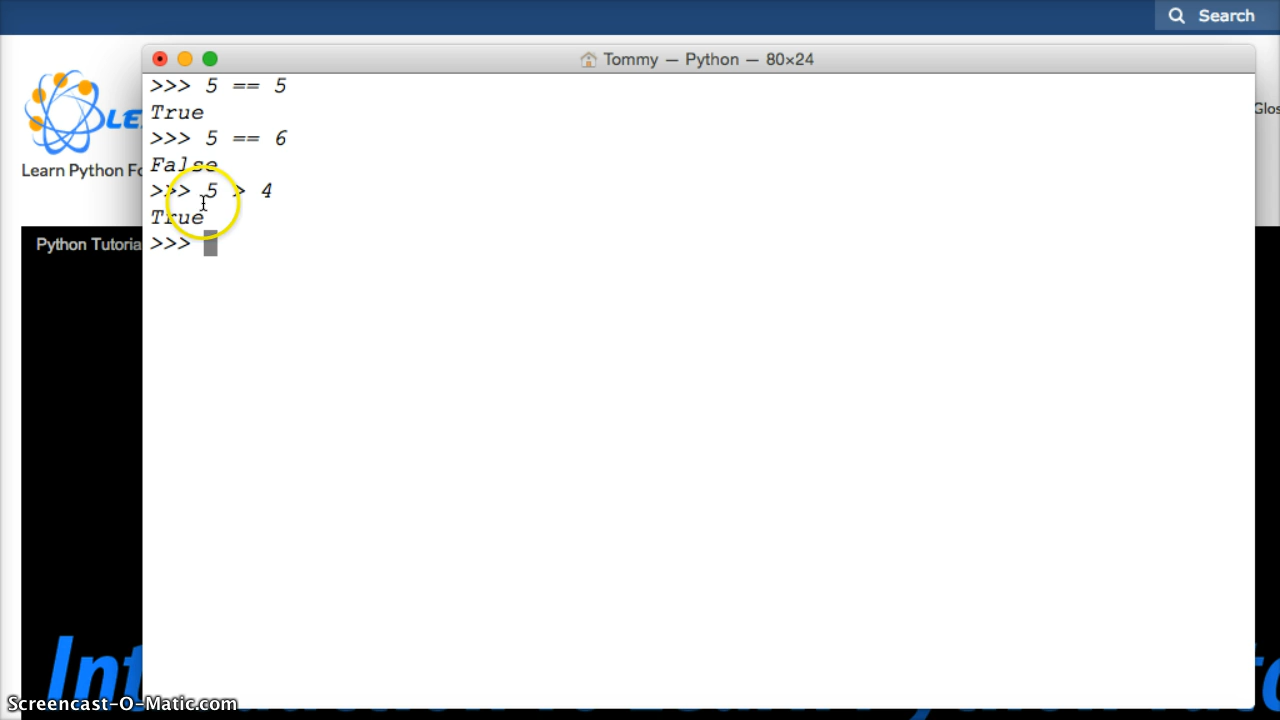 Search
Tommy — Python — 80×24
>>> 5 == 5
True
>>> 5 == 6
False
>>> 5 > 4
True
>>>
LE
Learn Python Fo
Glos
Python Tutoria
Screencast-O-Matic.com